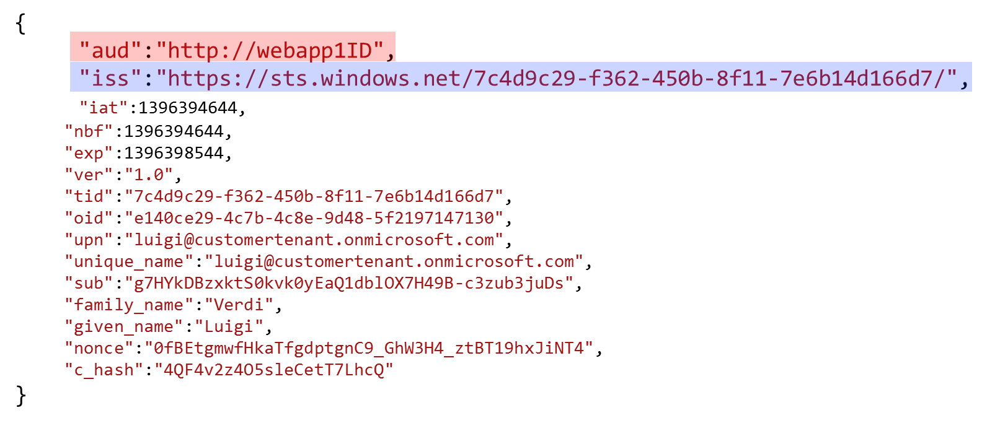 {
"aud":"http://webapp1ID",
"iss":"https://sts.windows.net/7c4d9c29-f362-450b-8f11-7e6b14d166d7/",
"iat":1396394644,
"nbf":1396394644,
"exp":1396398544,
"ver":"1.0",
"tid":"7c4d9c29-f362-450b-8f11-7e6b14d166d7",
"oid":"e140ce29-4c7b-4c8e-9d48-5f2197147130",
"upn":"luigi@customertenant.onmicrosoft.com",
"unique_name":"luigi@customertenant.onmicrosoft.com",
"sub":"g7HYkDBzxktS0kvk0yEaQ1dblOX7H49B-c3zub3juDs",
"family_name":"Verdi",
"given_name":"Luigi",
"nonce":"0fBEtgmwfHkaTfgdptgnC9_GhW3H4_ztBT19hxJiNT4",
"c_hash":"4QF4v2z4O5sleCetT7LhcQ"
}